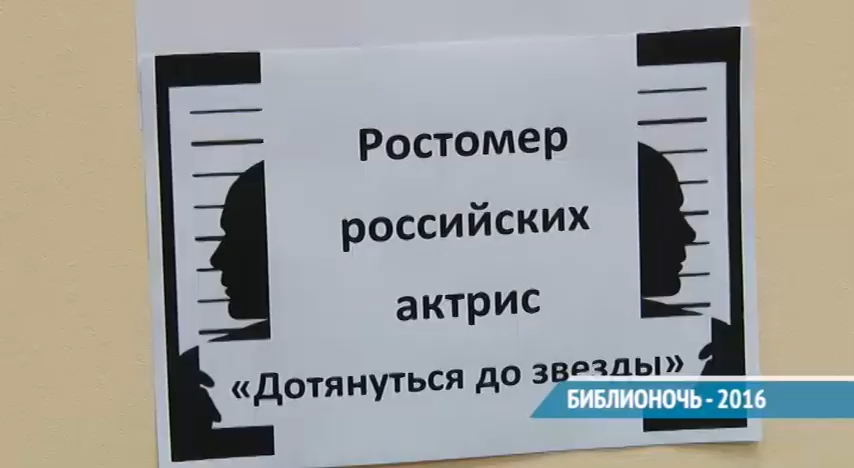 Ростомер
российских
актрис
«Дотянуться до звезды»
БИБЛИОНОЧЬ - 2016